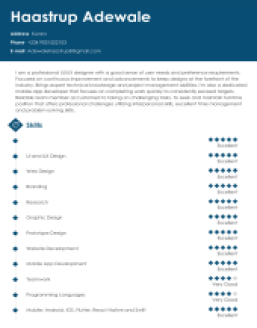 Haastrup Adewale
Address
Phone
E-mail
I am a professional UI/UX designer with a good sense of user needs and preference requirements.
Focused on continuous improvement and advancements to keep designs at the forefront of the
industry. Brings expert technical knowledge and project management abilities. I'm also a dedicated
mobile app developer that focuses on completing work quickly to consistently exceed targets.
Reliable team member accustomed to taking on challenging tasks. To seek and maintain full-time
position that offers professional challenges utilizing interpersonal skills, excellent time management
and problem-solving skills.
Skills
Excellent
UI and UX Design
Excellent
Web Design
Excellent
Branding
Excellent
Research
Excellent
Graphic Design
Excellent
Prototype Design
Excellent
Website Development
Excellent
Mobile App Development
Excellent
Teamwork
Very Good
Programming Languages
Very Good
Mobile: Android, IOS, Flutter, React Native and Swift
Excellent